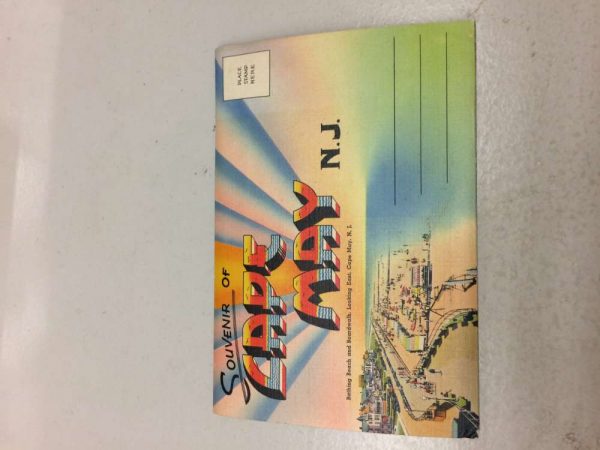 SOUVENIR OF
CAPE
MAY
N.J.
PLACE
STAMP
HERE
Bathing Beach and Boardwalk, Looking East, Cape May, N. J.